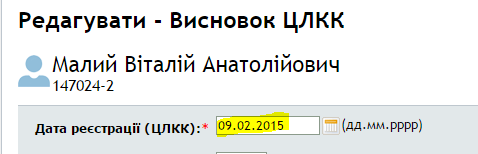 Редагувати - Висновок ЦЛКК
Малий Віталій Анатолійович
147024-2
Дата реєстрації (ЦЛКК):* 09.02.2015 (дд.мм.рррр)